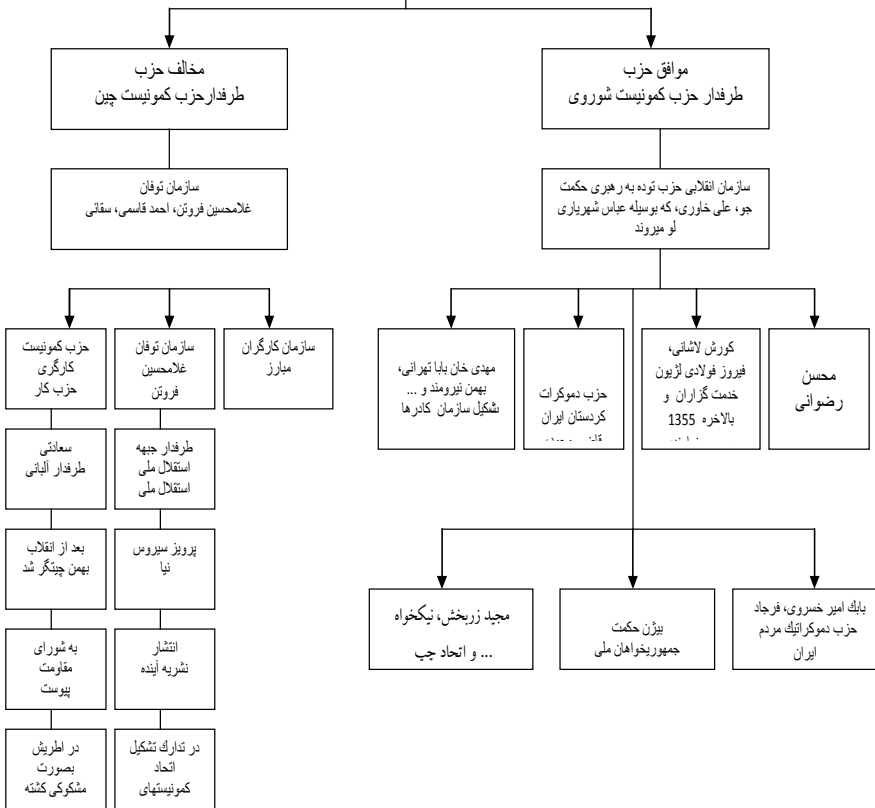 موافق حزب
طرفدار حزب کمونیست شوروی
مخالف حزب
طرفدارحزب کمونیست چین
سازمان انقلابی حزب توده به رهبری حکمت
جو، علی خاوری، که بوسیله عباس شهریاری
لو میروند
سازمان توفان
غلامحسین فروتن، احمد قاسمی، سقائی
محسن
رضوانی
کورش لاشائی،
فیروز فولادی لژیون
خدمت گزاران و
بالاخره 1355
حزب دموکرات
کردستان ایران
مهدی خان بابا تهرانی،
بهمن نیرومند و ...
تشکیل سازمان کادرها
سازمان کارگران
مبارز
سازمان توفان
غلامحسین
فروتن
حزب کمونیست
کارگری
حزب کار
طرفدار جبهه
استقلال ملی
استقلال ملی
سعادتی
طرفدار آلبانی
پرویز سیروس
نیا
بعد از انقلاب
بهمن چیتگر شد
بابك امیر خسروی، فرجاد
حزب دموکراتیك مردم
ایران
بیژن حکمت
جمهوریخواهان ملی
مجید زربخش، نیکخواه
... و اتحاد چپ
انتشار
نشریه آینده
به شورای
مقاومت
پیوست
در تدارك تشکیل
اتحاد
کمونیستهای
در اطریش
بصورت
مشکوکی کشته